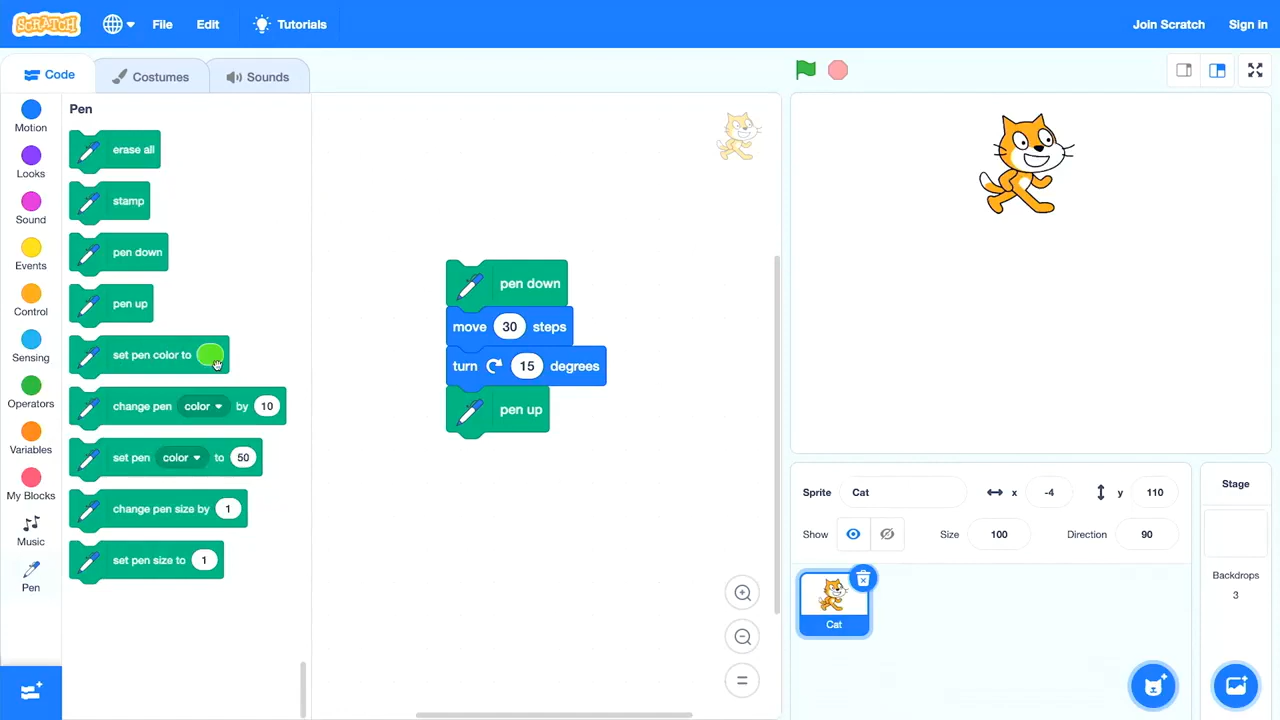 SCRATCH File Edit Tutorials Join Scratch Sign in
Code Costumes Sounds
Motion
Looks
Sound
Events
Control
Sensing
Operators
Variables
My Blocks
Music
Pen
Pen
erase all
stamp
pen down
pen up
set pen color to
change pen color by 10
set pen color to 50
change pen size by 1
set pen size to 1
pen down
move 30 steps
turn 15 degrees
pen up
Sprite Cat x -4 y 110
Show Size 100 Direction 90
Cat
Stage
Backdrops
3